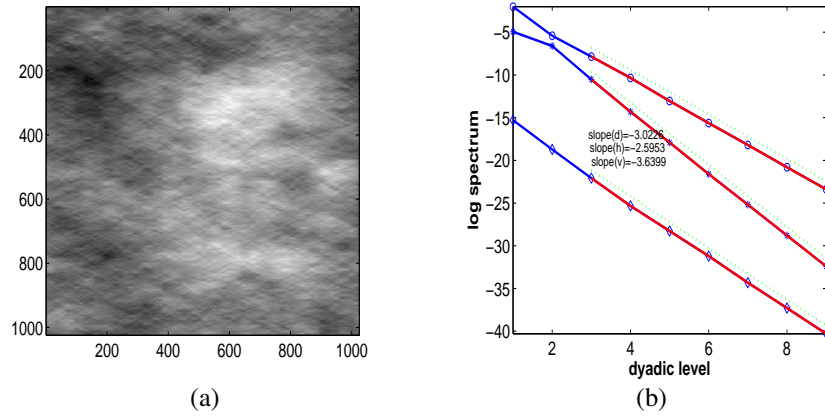 200
400
600
800
1000
200 400 600 800 1000
(a)
−5
−10
−15
−20
−25
−30
−35
−40
log spectrum
slope(d)=−3.0226
slope(h)=−2.5953
slope(v)=−3.6399
2 4 6 8
dyadic level
(b)